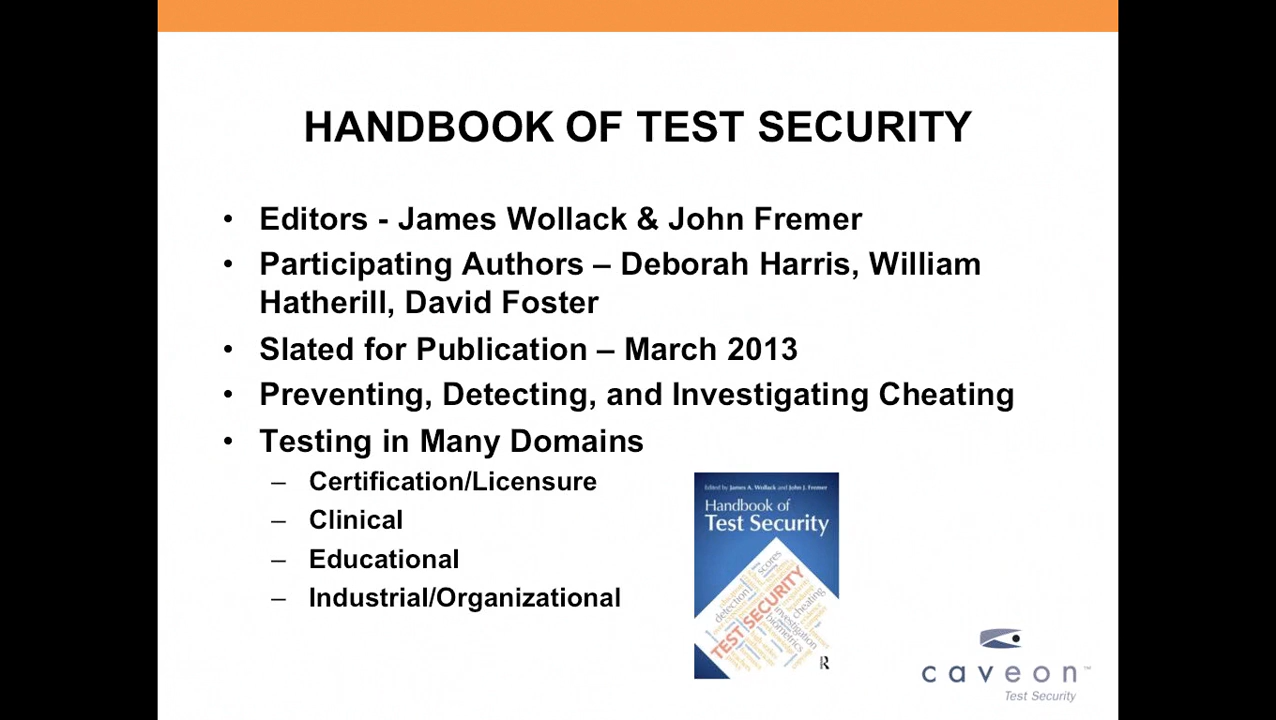 HANDBOOK OF TEST SECURITY
• Editors - James Wollack & John Fremer
• Participating Authors – Deborah Harris, William
Hatherill, David Foster
• Slated for Publication – March 2013
• Preventing, Detecting, and Investigating Cheating
• Testing in Many Domains
– Certification/Licensure
– Clinical
– Educational
– Industrial/Organizational
Edited by James A. Wollack and John J. Fremer
Handbook of
Test Security
scores
detection
TEST SECURITY
cheating
investigation
biometrics
R
caveon™
Test Security